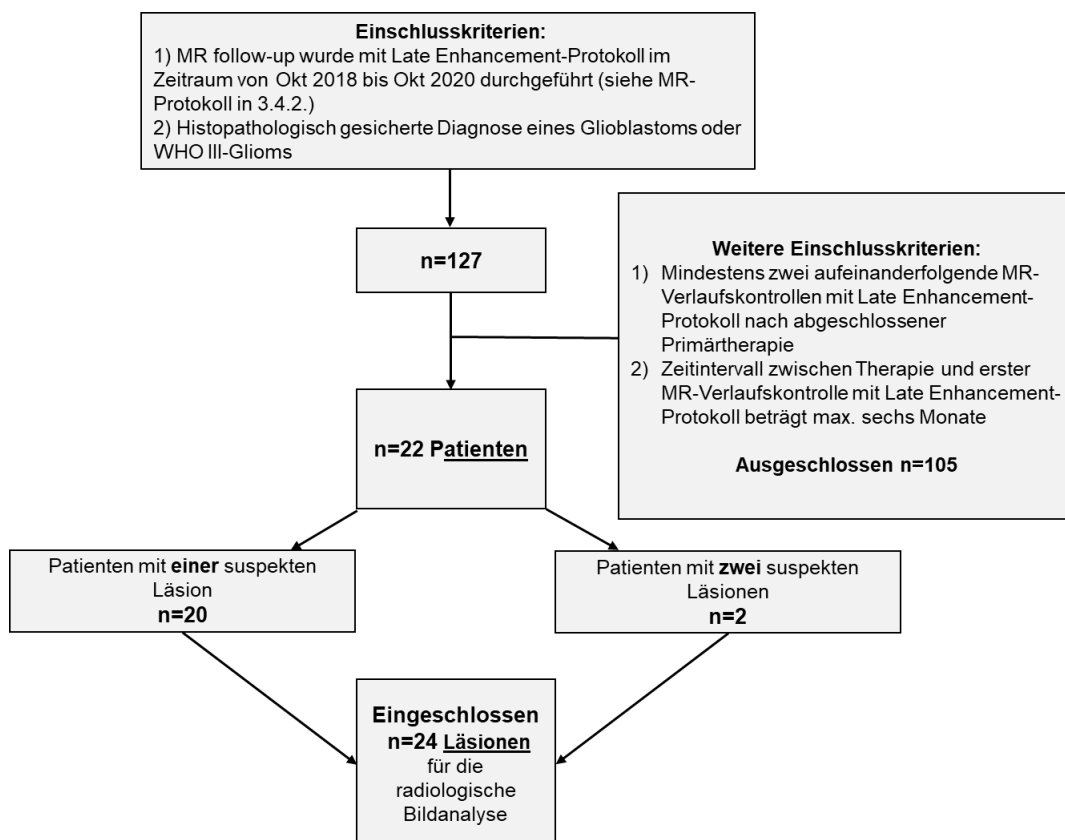 Einschlusskriterien:
1) MR follow-up wurde mit Late Enhancement-Protokoll im
Zeitraum von Okt 2018 bis Okt 2020 durchgeführt (siehe MR-
Protokoll in 3.4.2.)
2) Histopathologisch gesicherte Diagnose eines Glioblastoms oder
WHO III-Glioms
n=127
Weitere Einschlusskriterien:
1) Mindestens zwei aufeinanderfolgende MR-
Verlaufskontrollen mit Late Enhancement-
Protokoll nach abgeschlossener
Primärtherapie
2) Zeitintervall zwischen Therapie und erster
MR-Verlaufskontrolle mit Late Enhancement-
Protokoll beträgt max. sechs Monate
Ausgeschlossen n=105
n=22 Patienten
Patienten mit einer suspekten
Läsion
n=20
Patienten mit zwei suspekten
Läsionen
n=2
Eingeschlossen
n=24 Läsionen
für die
radiologische
Bildanalyse